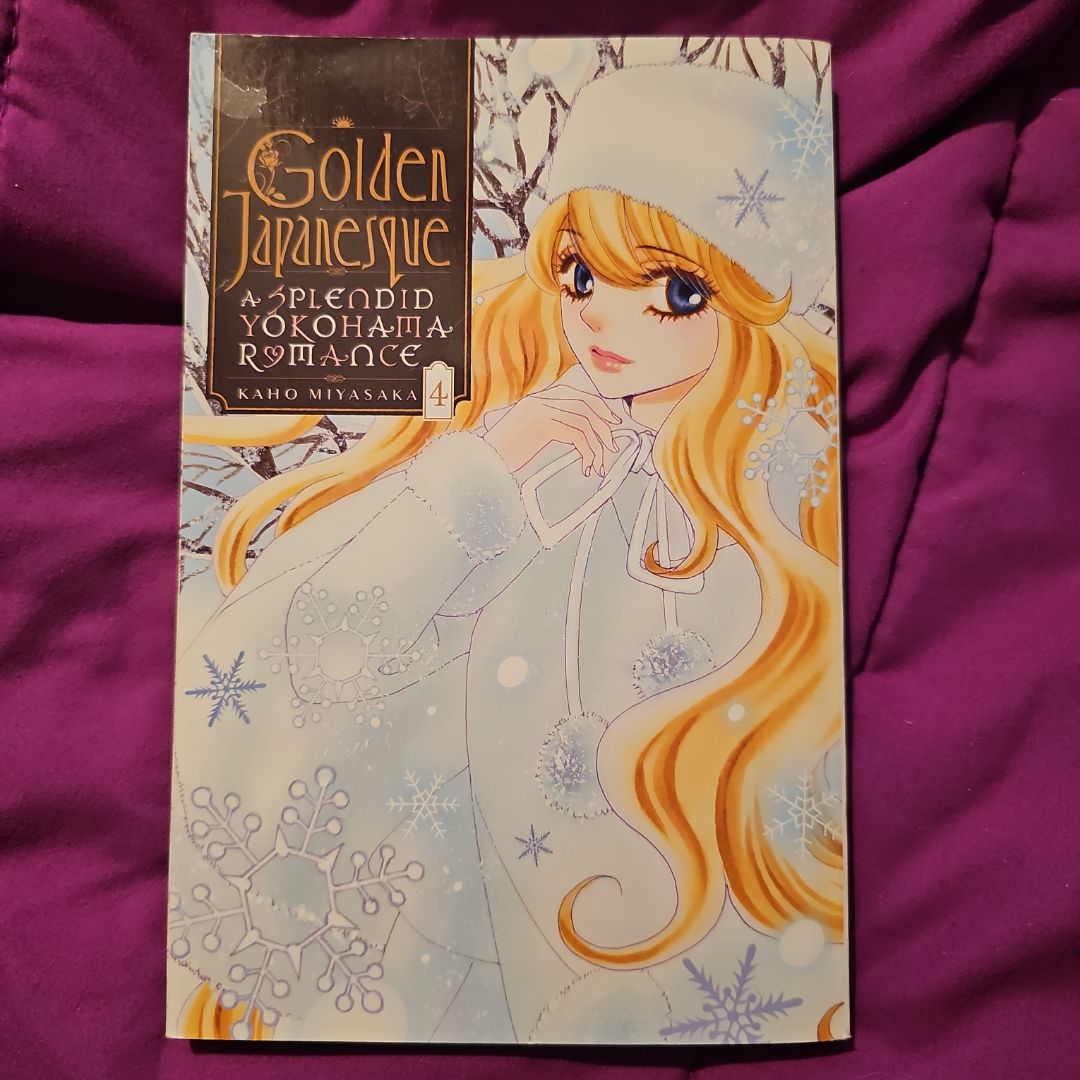 Golden
Japanesque
A SPLENDID
YOKOHAMA
ROMANCE
KAHO MIYASAKA
4